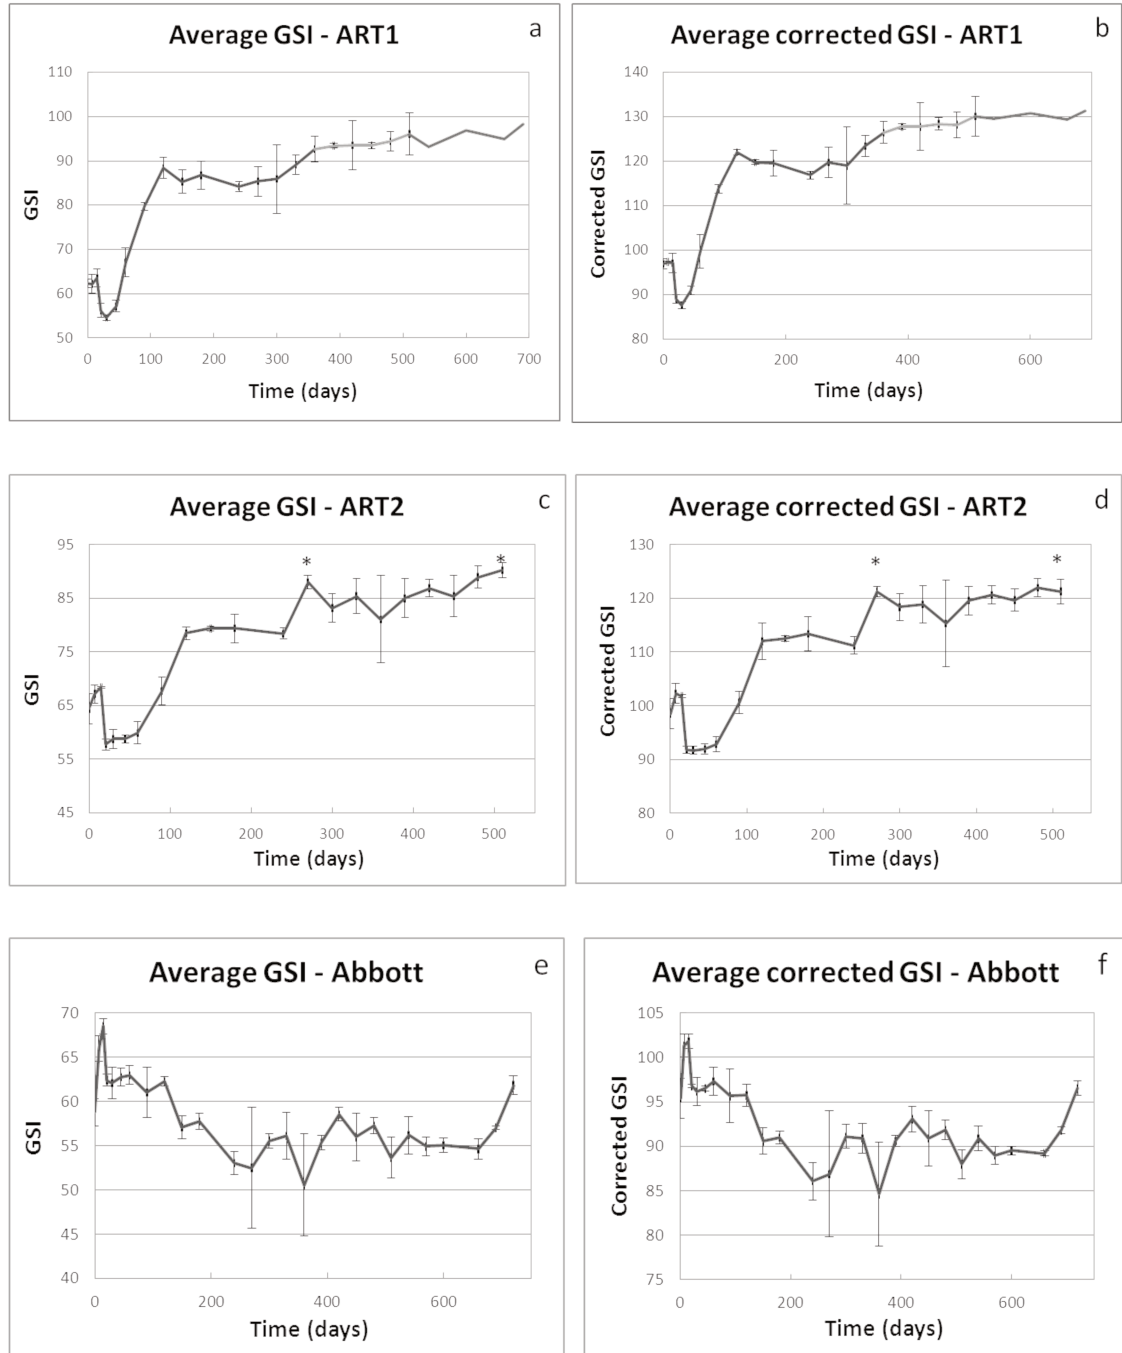 Average GSI - ART1
a
GSI
110
100
90
80
70
60
50
0 100 200 300 400 500 600 700
Time (days)
Average corrected GSI - ART1
b
Corrected GSI
140
130
120
110
100
90
80
0 200 400 600
Time (days)
Average GSI - ART2
c
GSI
95
85
75
65
55
45
* *
0 100 200 300 400 500
Time (days)
Average corrected GSI - ART2
d
Corrected GSI
130
120
110
100
90
80
* *
0 100 200 300 400 500
Time (days)
Average GSI - Abbott
e
GSI
70
65
60
55
50
45
40
0 200 400 600
Time (days)
Average corrected GSI - Abbott
f
Corrected GSI
105
100
95
90
85
80
75
0 200 400 600
Time (days)